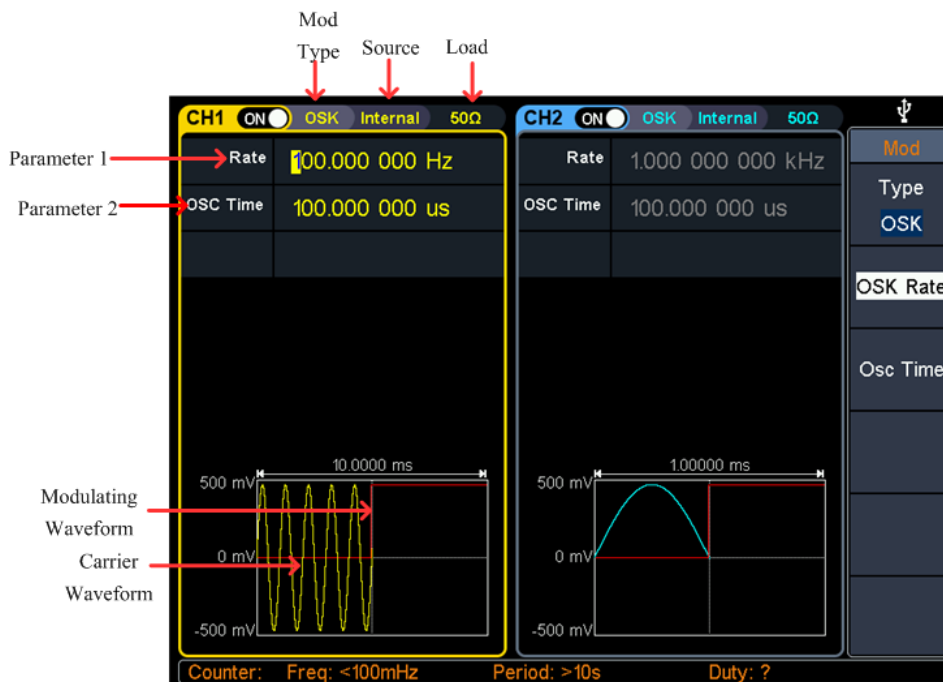 Mod
Type
Source
Load
CH1 ON OSK Internal 50Ω
CH2 ON OSK Internal 50Ω
Parameter 1
Rate 100.000 000 Hz
Rate 1.000 000 000 kHz
Mod
Parameter 2
OSC Time 100.000 000 us
OSC Time 100.000 000 us
Type
OSK
OSK Rate
Osc Time
10.0000 ms
500 mV
0 mV
-500 mV
1.00000 ms
500 mV
0 mV
-500 mV
Modulating
Waveform
Carrier
Waveform
Counter: Freq: <100mHz Period: >10s Duty: ?